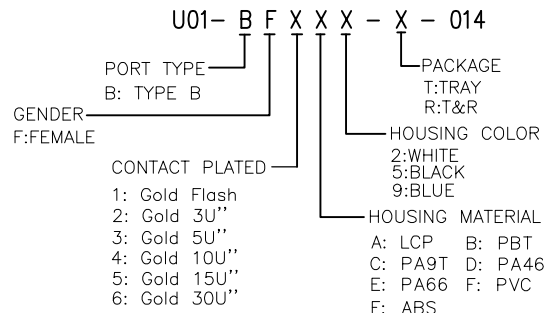 U01- B F X X X - X - 014
PORT TYPE
B: TYPE B
GENDER
F:FEMALE
CONTACT PLATED
1: Gold Flash
2: Gold 3U''
3: Gold 5U''
4: Gold 10U''
5: Gold 15U''
6: Gold 30U''
PACKAGE
T:TRAY
R:T&R
HOUSING COLOR
2:WHITE
5:BLACK
9:BLUE
HOUSING MATERIAL
A: LCP B: PBT
C: PA9T D: PA46
E: PA66 F: PVC
F: ABS